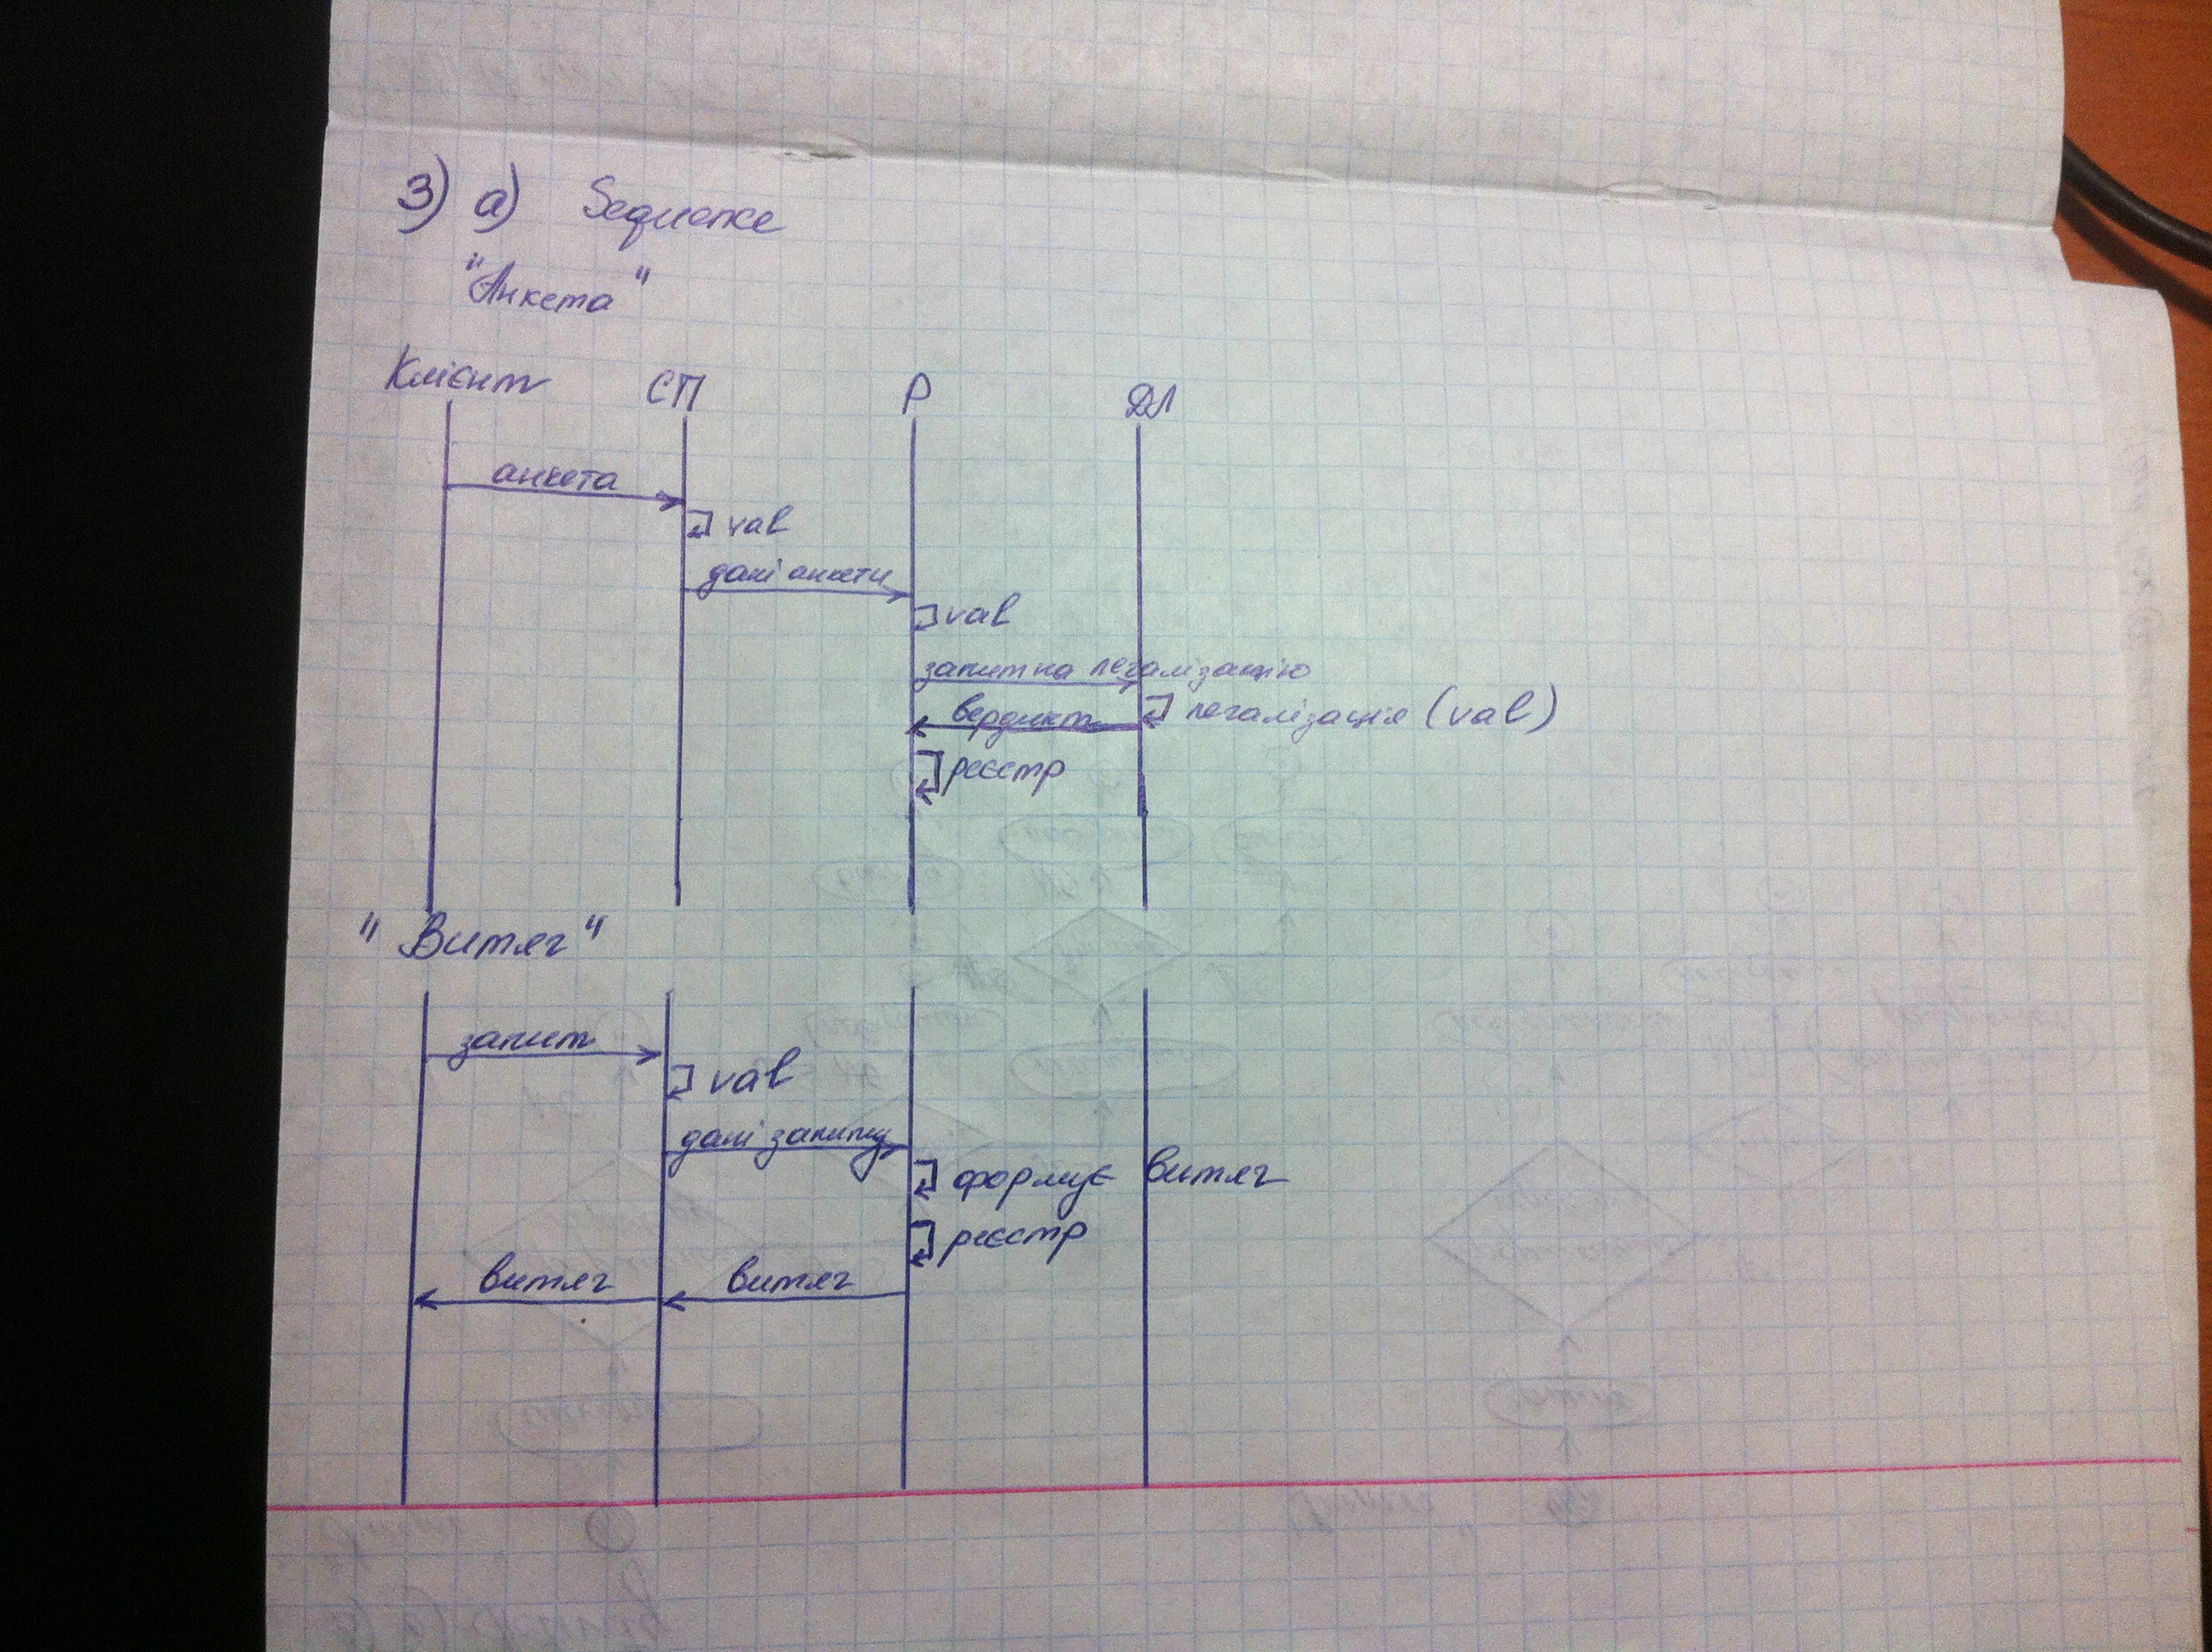 3) а) Sequence
"Анкета"
Клієнт СП Р ДЛ
анкета
val
дані анкети
val
запит на легалізацію
вердикт легалізація (val)
реєстр
"Витяг"
запит
val
дані запиту
формує витяг
реєстр
витяг витяг